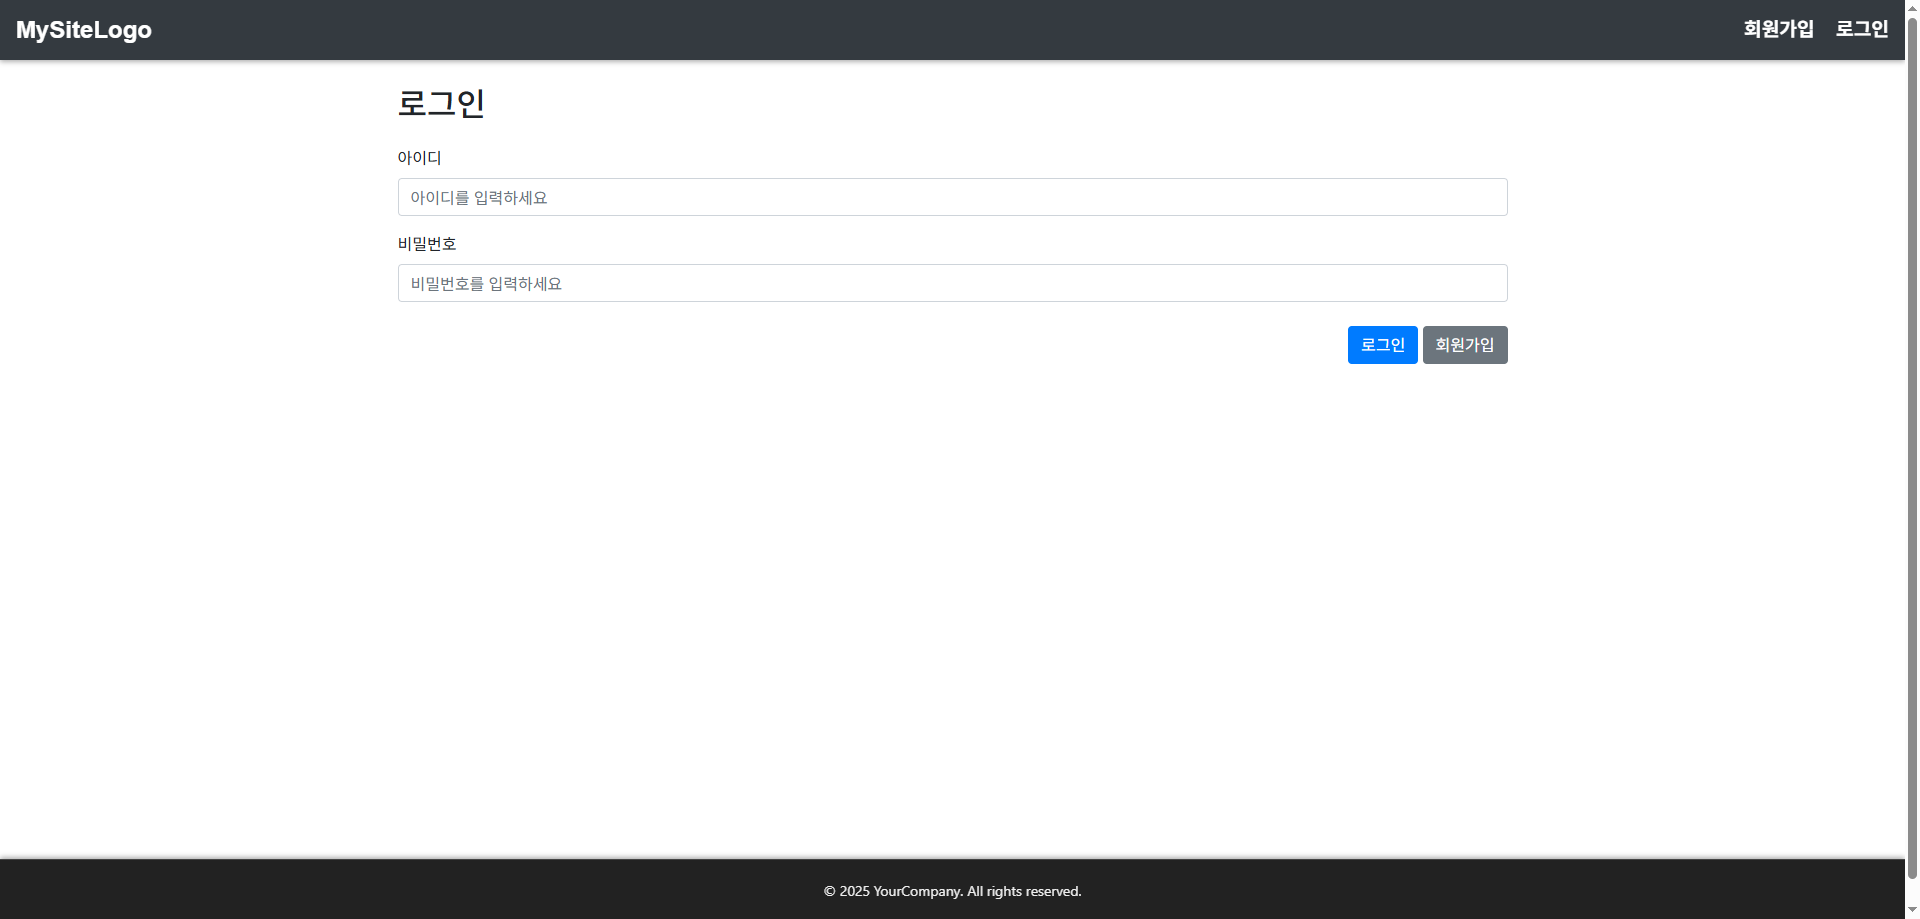 MySiteLogo
회원가입 로그인
로그인
아이디
아이디를 입력하세요
비밀번호
비밀번호를 입력하세요
로그인 회원가입
© 2025 YourCompany. All rights reserved.